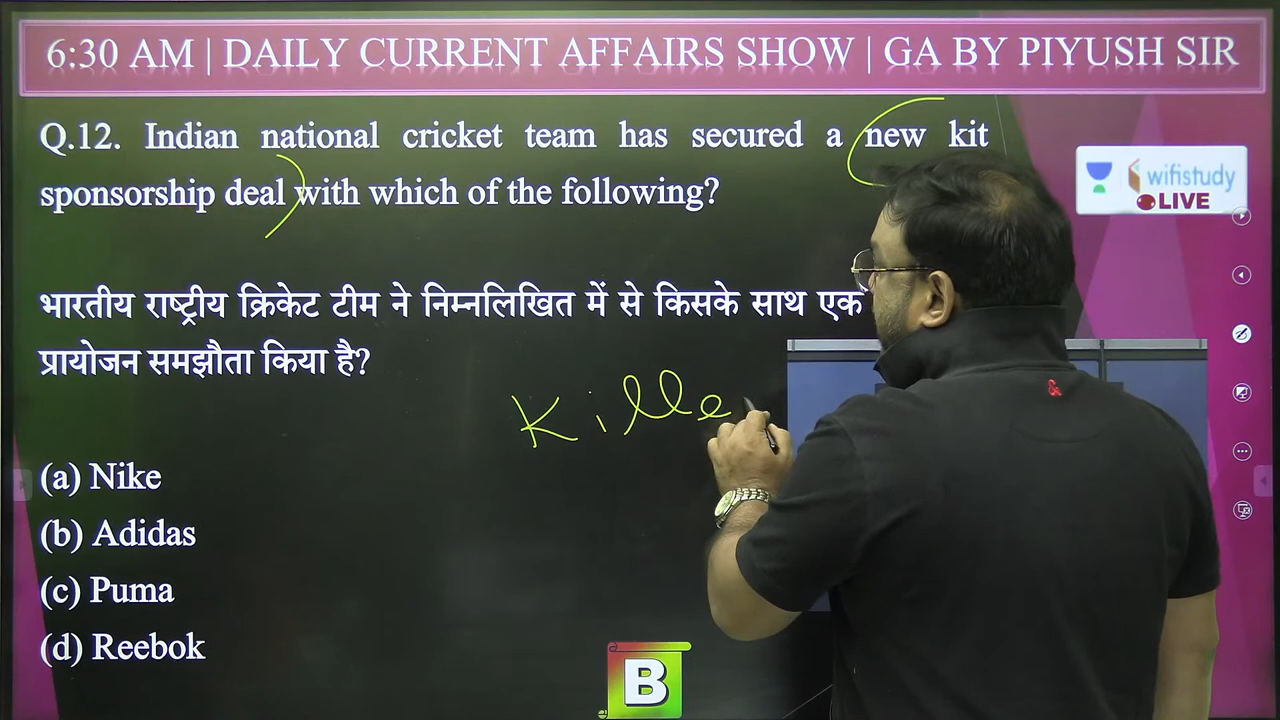 6:30 AM | DAILY CURRENT AFFAIRS SHOW | GA BY PIYUSH SIR
Q.12. Indian national cricket team has secured a new kit
sponsorship deal with which of the following?
wifistudy
LIVE
भारतीय राष्ट्रीय क्रिकेट टीम ने निम्नलिखित में से किसके साथ एक
प्रायोजन समझौता किया है?
Kille
(a) Nike
(b) Adidas
(c) Puma
(d) Reebok
B